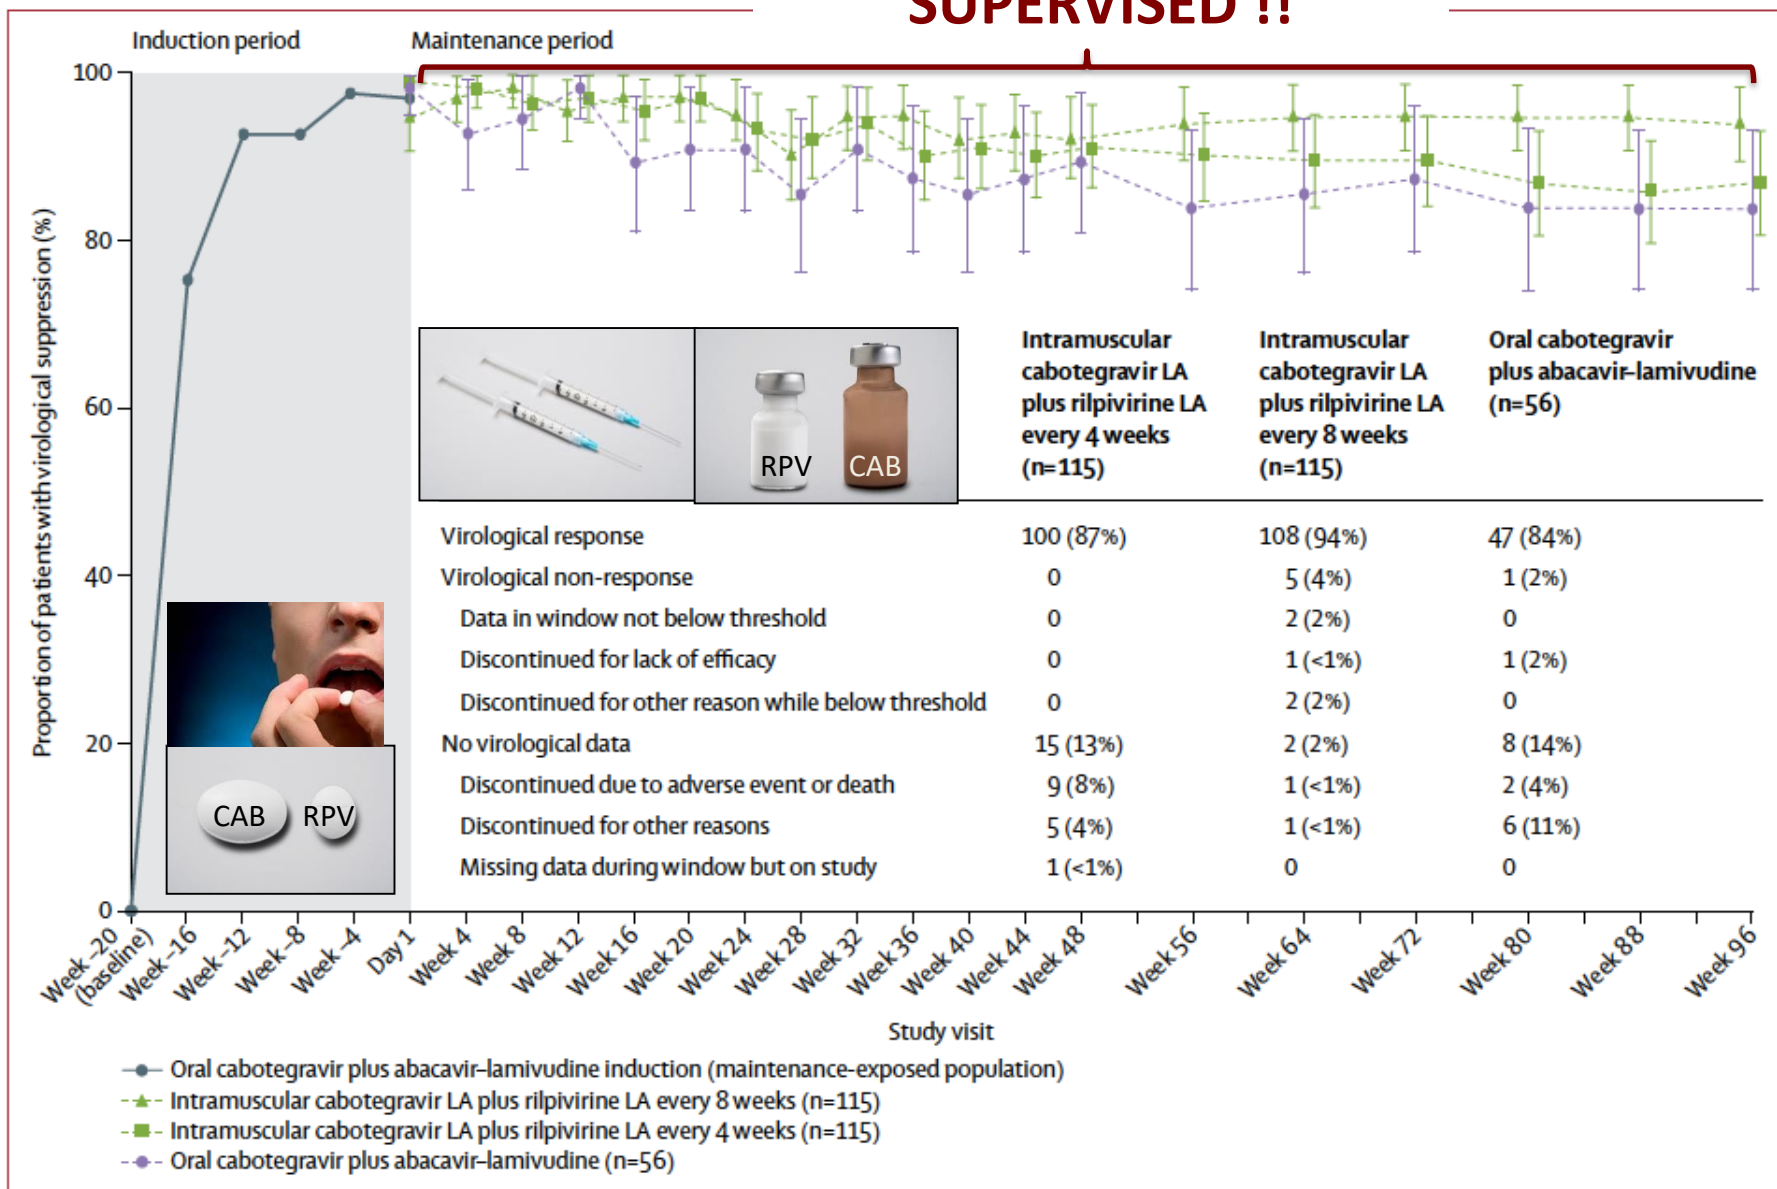 SUPERVISED !!
Induction period
Maintenance period
Proportion of patients with virological suppression (%)
100
80
60
40
20
0
RPV
CAB
CAB
RPV
Intramuscular
cabotegravir LA
plus rilpivirine LA
every 4 weeks
(n=115)
Intramuscular
cabotegravir LA
plus rilpivirine LA
every 8 weeks
(n=115)
Oral cabotegravir
plus abacavir–lamivudine
(n=56)
Virological response 100 (87%) 108 (94%) 47 (84%)
Virological non-response 0 5 (4%) 1 (2%)
Data in window not below threshold 0 2 (2%) 0
Discontinued for lack of efficacy 0 1 (<1%) 1 (2%)
Discontinued for other reason while below threshold 0 2 (2%) 0
No virological data 15 (13%) 2 (2%) 8 (14%)
Discontinued due to adverse event or death 9 (8%) 1 (<1%) 2 (4%)
Discontinued for other reasons 5 (4%) 1 (<1%) 6 (11%)
Missing data during window but on study 1 (<1%) 0 0
Week –20
(baseline)
Week –16
Week –12
Week –8
Week –4
Day 1
Week 4
Week 8
Week 12
Week 16
Week 20
Week 24
Week 28
Week 32
Week 36
Week 40
Week 44
Week 48
Week 56
Week 64
Week 72
Week 80
Week 88
Week 96
Study visit
Oral cabotegravir plus abacavir–lamivudine induction (maintenance-exposed population)
Intramuscular cabotegravir LA plus rilpivirine LA every 8 weeks (n=115)
Intramuscular cabotegravir LA plus rilpivirine LA every 4 weeks (n=115)
Oral cabotegravir plus abacavir–lamivudine (n=56)